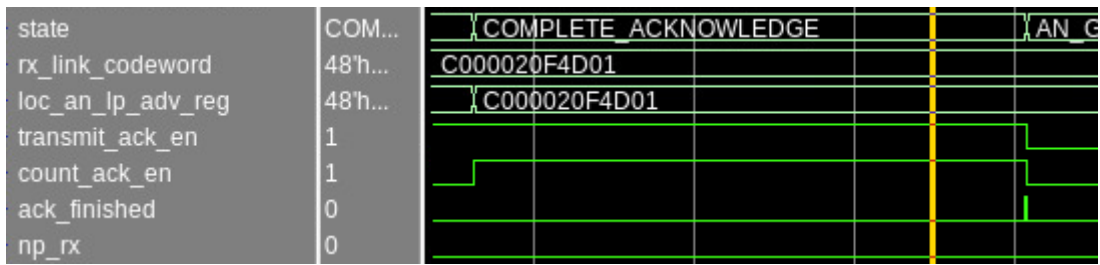 state COM... COMPLETE_ACKNOWLEDGE AN_G
rx_link_codeword 48'h... C000020F4D01
loc_an_lp_adv_reg 48'h... C000020F4D01
transmit_ack_en 1
count_ack_en 1
ack_finished 0
np_rx 0